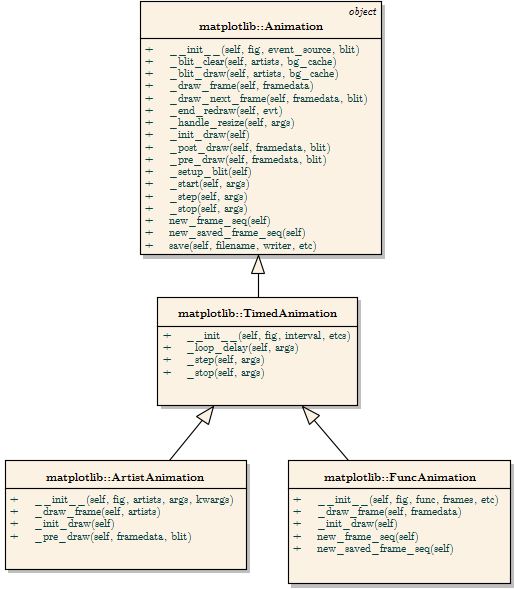 object
matplotlib::Animation
+ __init__(self, fig, event_source, blit)
+ _blit_clear(self, artists, bg_cache)
+ _blit_draw(self, artists, bg_cache)
+ _draw_frame(self, framedata)
+ _draw_next_frame(self, framedata, blit)
+ _end_redraw(self, evt)
+ _handle_resize(self, args)
+ _init_draw(self)
+ _post_draw(self, framedata, blit)
+ _pre_draw(self, framedata, blit)
+ _setup_blit(self)
+ _start(self, args)
+ _step(self, args)
+ _stop(self, args)
+ new_frame_seq(self)
+ new_saved_frame_seq(self)
+ save(self, filename, writer, etc)
matplotlib::TimedAnimation
+ __init__(self, fig, interval, etcs)
+ _loop_delay(self, args)
+ _step(self, args)
+ _stop(self, args)
matplotlib::ArtistAnimation
+ __init__(self, fig, artists, args, kwargs)
+ _draw_frame(self, artists)
+ _init_draw(self)
+ _pre_draw(self, framedata, blit)
matplotlib::FuncAnimation
+ __init__(self, fig, func, frames, etc)
+ _draw_frame(self, framedata)
+ _init_draw(self)
+ new_frame_seq(self)
+ new_saved_frame_seq(self)